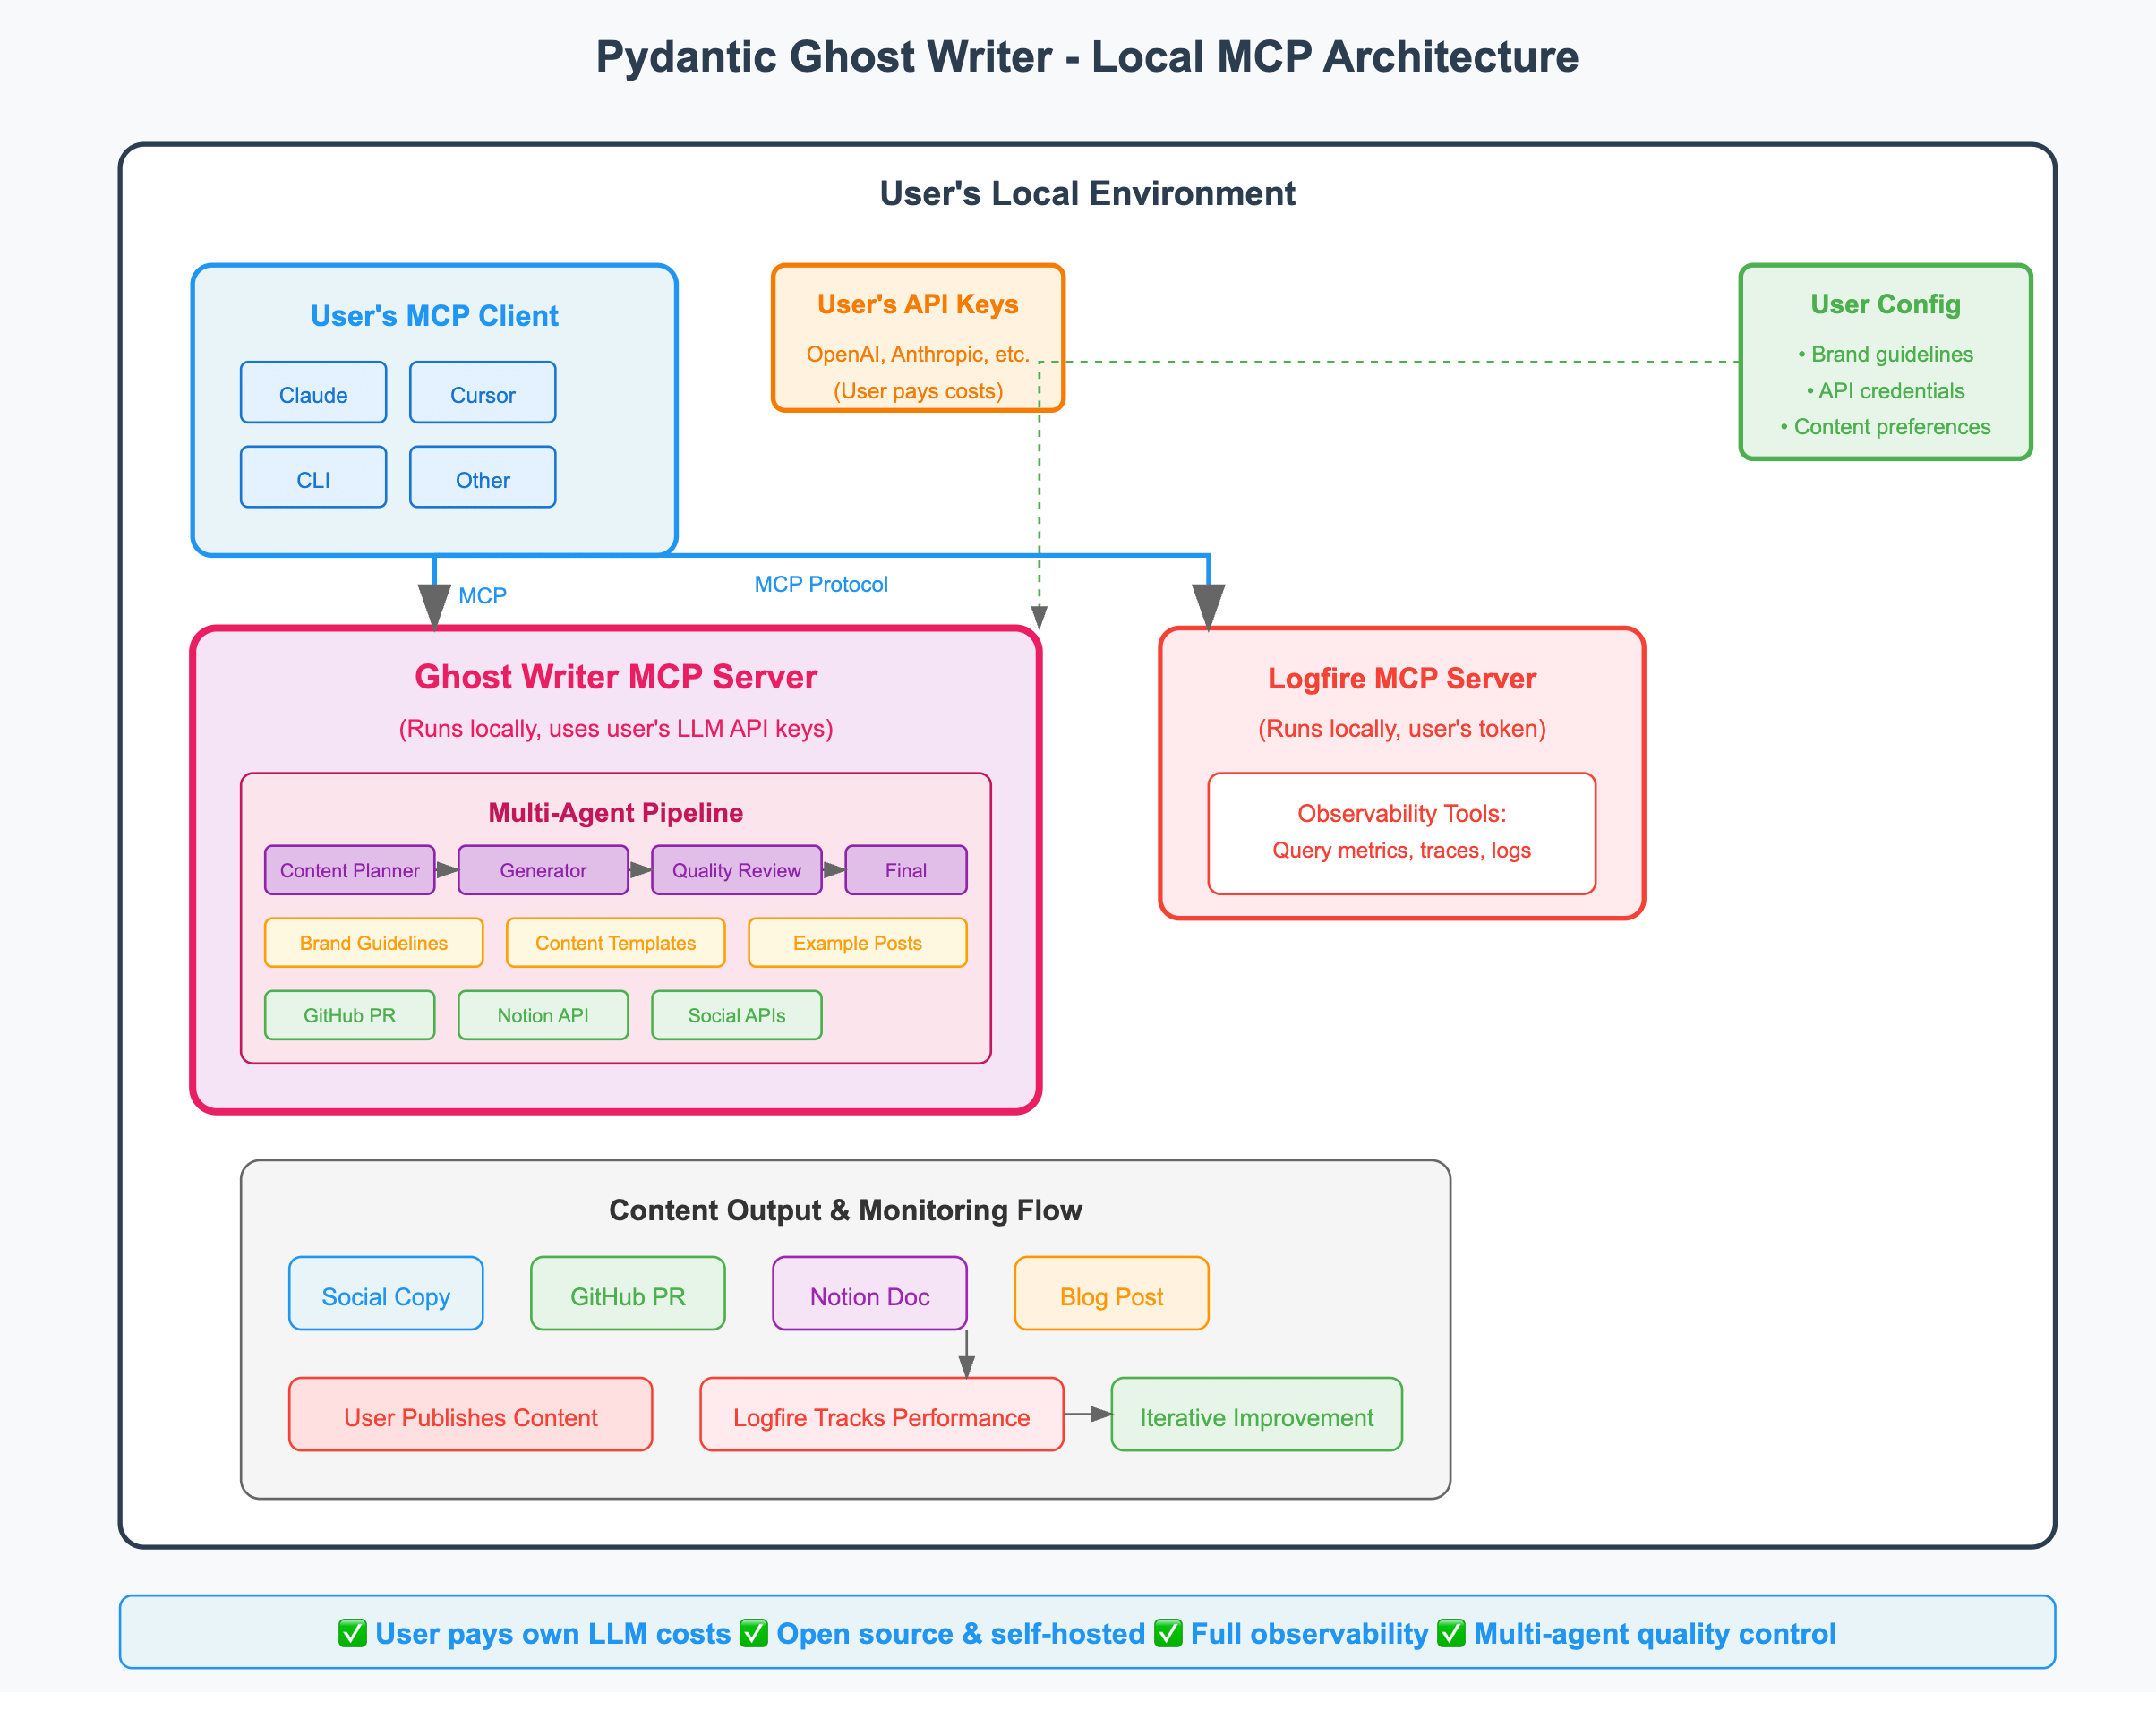 Pydantic Ghost Writer - Local MCP Architecture
User's Local Environment
User's MCP Client
Claude
Cursor
CLI
Other
User's API Keys
OpenAI, Anthropic, etc.
(User pays costs)
User Config
• Brand guidelines
• API credentials
• Content preferences
MCP
MCP Protocol
Ghost Writer MCP Server
(Runs locally, uses user's LLM API keys)
Multi-Agent Pipeline
Content Planner
Generator
Quality Review
Final
Brand Guidelines
Content Templates
Example Posts
GitHub PR
Notion API
Social APIs
Logfire MCP Server
(Runs locally, user's token)
Observability Tools:
Query metrics, traces, logs
Content Output & Monitoring Flow
Social Copy
GitHub PR
Notion Doc
Blog Post
User Publishes Content
Logfire Tracks Performance
Iterative Improvement
✅ User pays own LLM costs ✅ Open source & self-hosted ✅ Full observability ✅ Multi-agent quality control